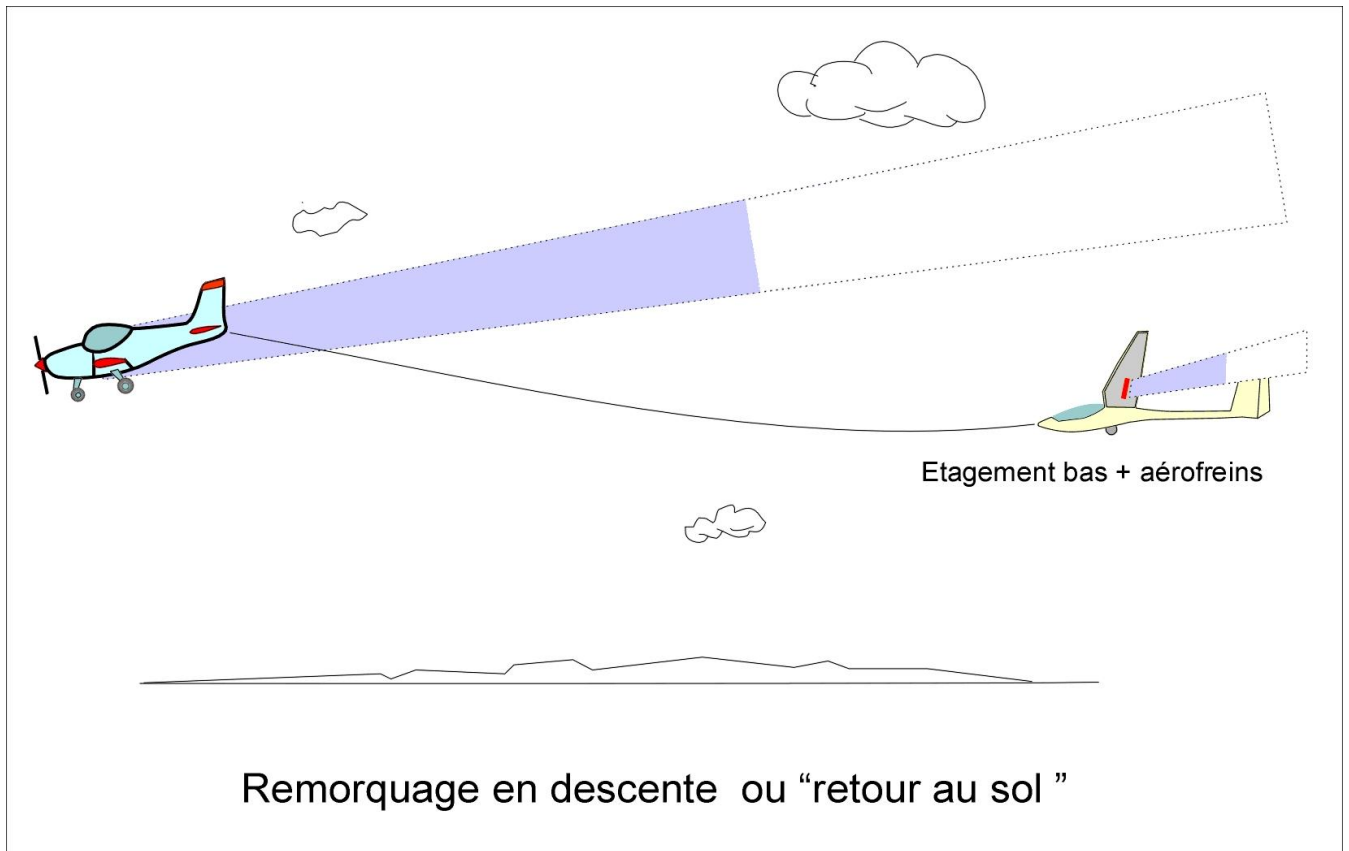 Etagement bas + aérofreins
Remorquage en descente ou “retour au sol ”